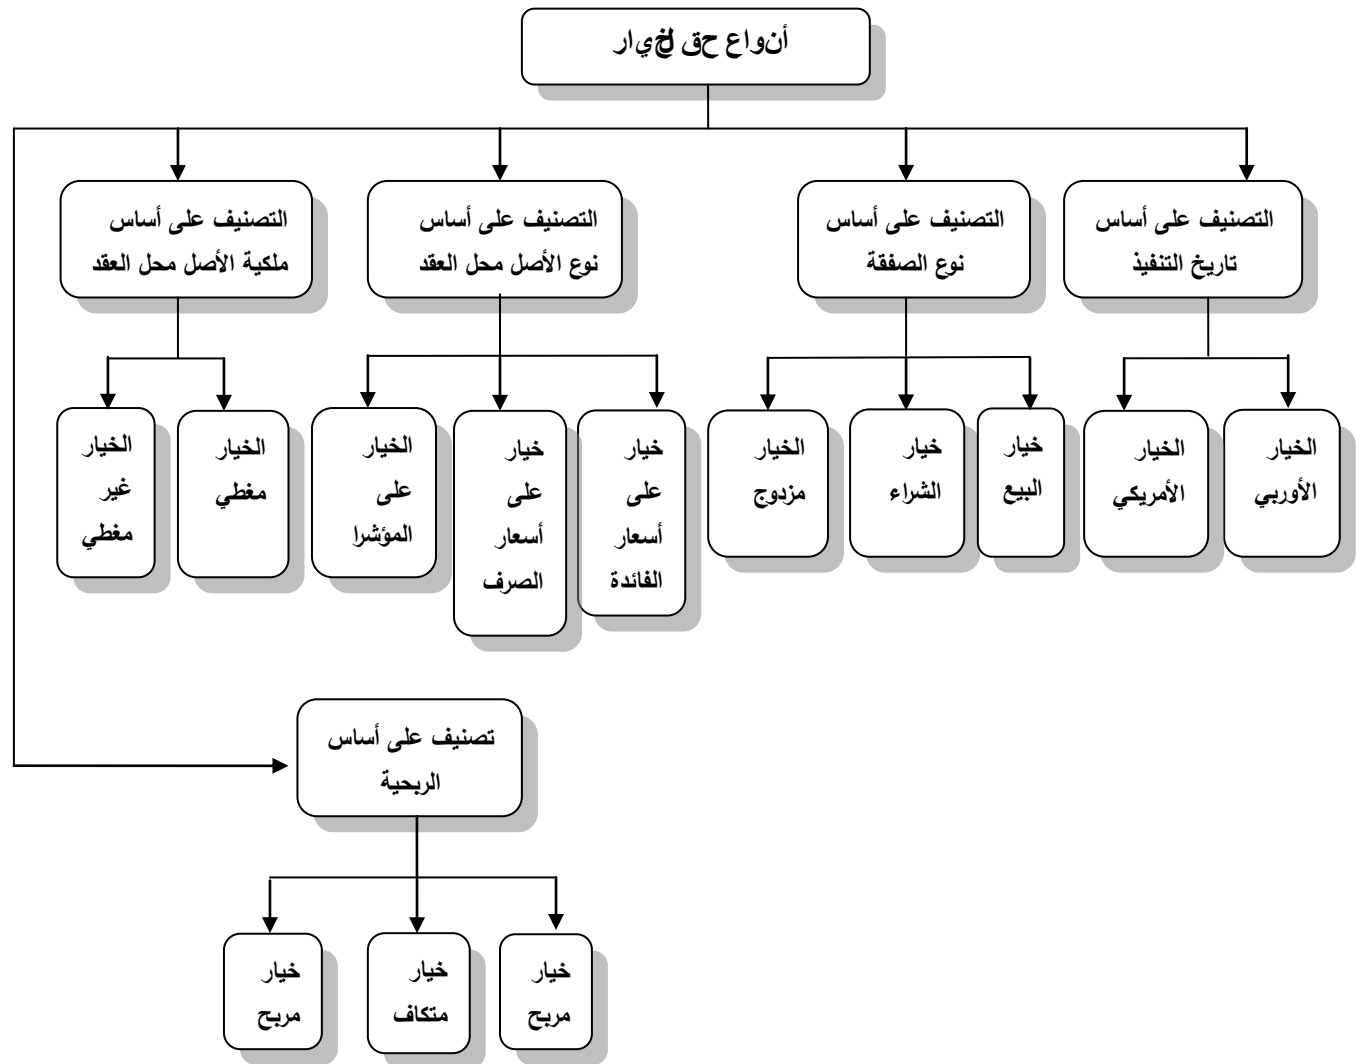 أنواع حق الخيار
التصنيف على أساس
تاريخ التنفيذ
التصنيف على أساس
نوع الصفقة
التصنيف على أساس
نوع الأصل محل العقد
التصنيف على أساس
ملكية الأصل محل العقد
الخيار
الأوربي
الخيار
الأمريكي
خيار
البيع
خيار
الشراء
الخيار
مزدوج
خيار
على
أسعار
الفائدة
خيار
على
أسعار
الصرف
الخيار
على
المؤشرا
الخيار
مغطي
الخيار
غير
مغطي
تصنيف على أساس
الربحية
خيار
مربح
خيار
متكاف
خيار
مربح